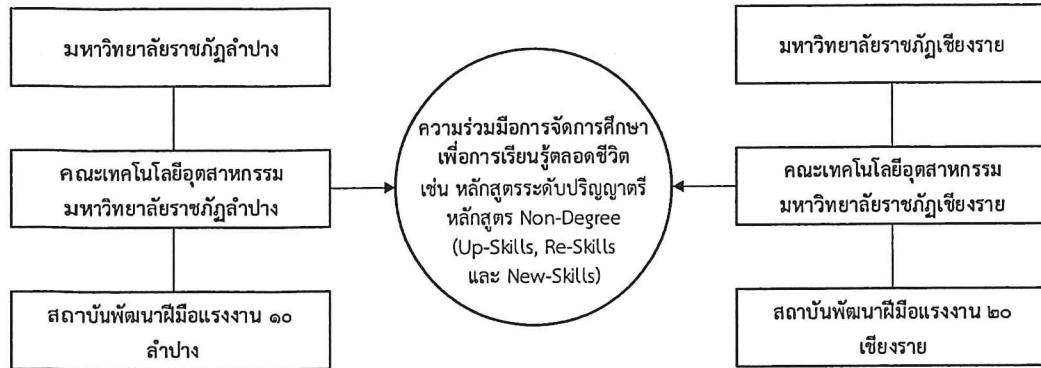 มหาวิทยาลัยราชภัฏลำปาง
คณะเทคโนโลยีอุตสาหกรรม
มหาวิทยาลัยราชภัฏลำปาง
สถาบันพัฒนาฝีมือแรงงาน ๑๐
ลำปาง
ความร่วมมือการจัดการศึกษา
เพื่อการเรียนรู้ตลอดชีวิต
เช่น หลักสูตรระดับปริญญาตรี
หลักสูตร Non-Degree
(Up-Skills, Re-Skills
และ New-Skills)
มหาวิทยาลัยราชภัฏเชียงราย
คณะเทคโนโลยีอุตสาหกรรม
มหาวิทยาลัยราชภัฏเชียงราย
สถาบันพัฒนาฝีมือแรงงาน ๒๐
เชียงราย